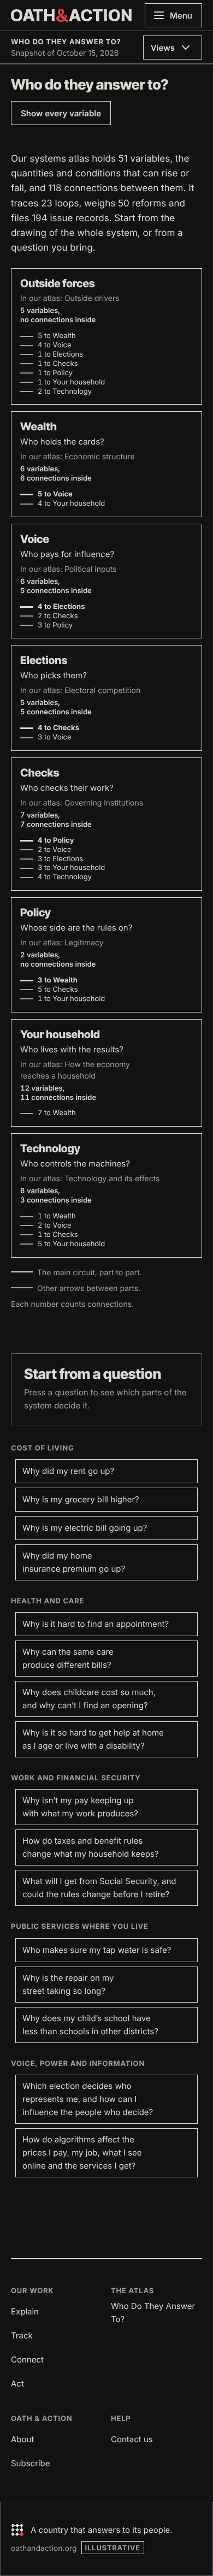 OATH&ACTION
Menu
WHO DO THEY ANSWER TO?
Snapshot of October 15, 2026
Views
Who do they answer to?
Show every variable
Our systems atlas holds 51 variables, the
quantities and conditions that can rise or
fall, and 118 connections between them. It
traces 23 loops, weighs 50 reforms and
files 194 issue records. Start from the
drawing of the whole system, or from a
question you bring.
Outside forces
In our atlas: Outside drivers
5 variables,
no connections inside
5 to Wealth
4 to Voice
1 to Elections
1 to Checks
1 to Policy
1 to Your household
2 to Technology
Wealth
Who holds the cards?
In our atlas: Economic structure
6 variables,
6 connections inside
5 to Voice
4 to Your household
Voice
Who pays for influence?
In our atlas: Political inputs
6 variables,
5 connections inside
4 to Elections
2 to Checks
3 to Policy
Elections
Who picks them?
In our atlas: Electoral competition
5 variables,
5 connections inside
4 to Checks
3 to Voice
Checks
Who checks their work?
In our atlas: Governing institutions
7 variables,
7 connections inside
4 to Policy
2 to Voice
3 to Elections
3 to Your household
4 to Technology
Policy
Whose side are the rules on?
In our atlas: Legitimacy
2 variables,
no connections inside
3 to Wealth
5 to Checks
1 to Your household
Your household
Who lives with the results?
In our atlas: How the economy
reaches a household
12 variables,
11 connections inside
7 to Wealth
Technology
Who controls the machines?
In our atlas: Technology and its effects
8 variables,
3 connections inside
1 to Wealth
2 to Voice
1 to Checks
5 to Your household
The main circuit, part to part.
Other arrows between parts.
Each number counts connections.
Start from a question
Press a question to see which parts of the
system decide it.
COST OF LIVING
Why did my rent go up?
Why is my grocery bill higher?
Why is my electric bill going up?
Why did my home
insurance premium go up?
HEALTH AND CARE
Why is it hard to find an appointment?
Why can the same care
produce different bills?
Why does childcare cost so much,
and why can't I find an opening?
Why is it so hard to get help at home
as I age or live with a disability?
WORK AND FINANCIAL SECURITY
Why isn't my pay keeping up
with what my work produces?
How do taxes and benefit rules
change what my household keeps?
What will I get from Social Security, and
could the rules change before I retire?
PUBLIC SERVICES WHERE YOU LIVE
Who makes sure my tap water is safe?
Why is the repair on my
street taking so long?
Why does my child's school have
less than schools in other districts?
VOICE, POWER AND INFORMATION
Which election decides who
represents me, and how can I
influence the people who decide?
How do algorithms affect the
prices I pay, my job, what I see
online and the services I get?
OUR WORK
Explain
Track
Connect
Act
THE ATLAS
Who Do They Answer
To?
OATH & ACTION
About
Subscribe
HELP
Contact us
A country that answers to its people.
oathandaction.org
ILLUSTRATIVE